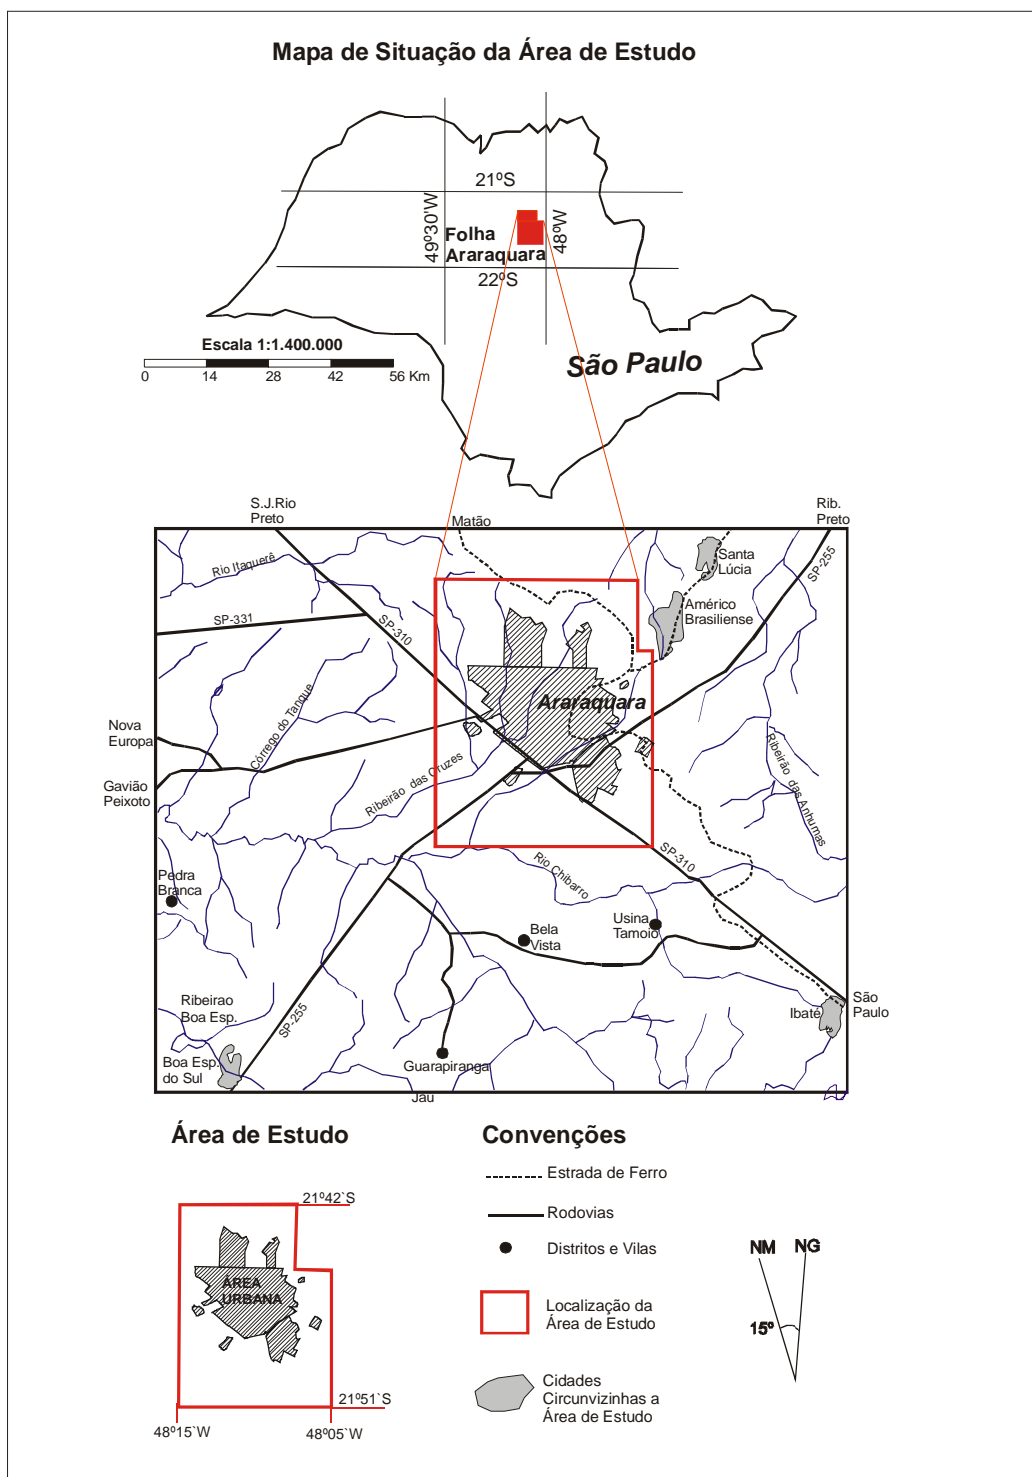 Mapa de Situação da Área de Estudo
21ºS
49º30'W
48ºW
Folha
Araraquara
22ºS
Escala 1:1.400.000
0 14 28 42 56 Km
São Paulo
S.J.Rio
Preto
Matão
Rib.
Preto
Rio Itaquerê
Santa
Lúcia
SP-255
Américo
Brasiliense
SP-331
SP-310
Araraquara
Córrego do Tanque
Nova
Europa
Gavião
Peixoto
Ribeirão das Cruzes
Ribeirão das Anhumas
SP-310
Rio Chibarro
Pedra
Branca
Bela
Vista
Usina
Tamoio
Ribeirao
Boa Esp.
SP-255
Ibaté
São
Paulo
Boa Esp.
do Sul
Guarapiranga
Jau
Área de Estudo
Convenções
21º42`S
ÁREA
URBANA
21º51`S
48º15`W
48º05`W
Estrada de Ferro
Rodovias
Distritos e Vilas
Localização da
Área de Estudo
Cidades
Circunvizinhas a
Área de Estudo
NM NG
15º